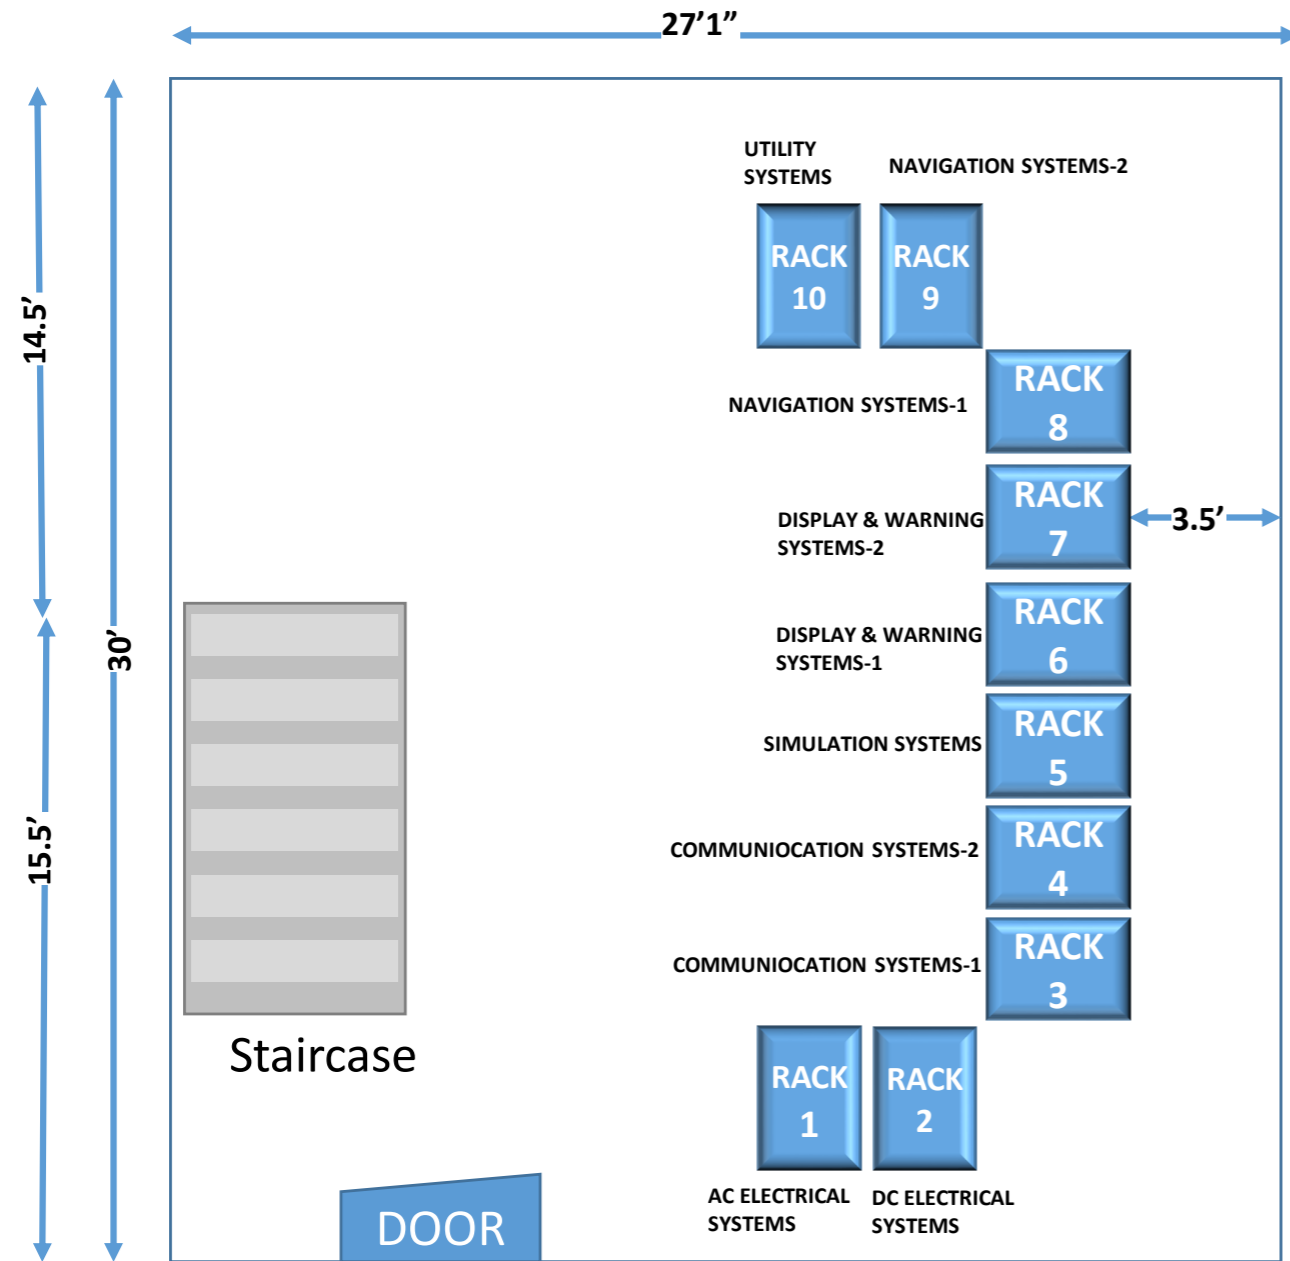 27’1”
14.5’
30’
15.5’
UTILITY
SYSTEMS
NAVIGATION SYSTEMS-2
RACK
10
RACK
9
NAVIGATION SYSTEMS-1
RACK
8
DISPLAY & WARNING
SYSTEMS-2
RACK
7
3.5’
DISPLAY & WARNING
SYSTEMS-1
RACK
6
SIMULATION SYSTEMS
RACK
5
COMMUNIOCATION SYSTEMS-2
RACK
4
COMMUNIOCATION SYSTEMS-1
RACK
3
Staircase
RACK
1
RACK
2
AC ELECTRICAL
SYSTEMS
DC ELECTRICAL
SYSTEMS
DOOR